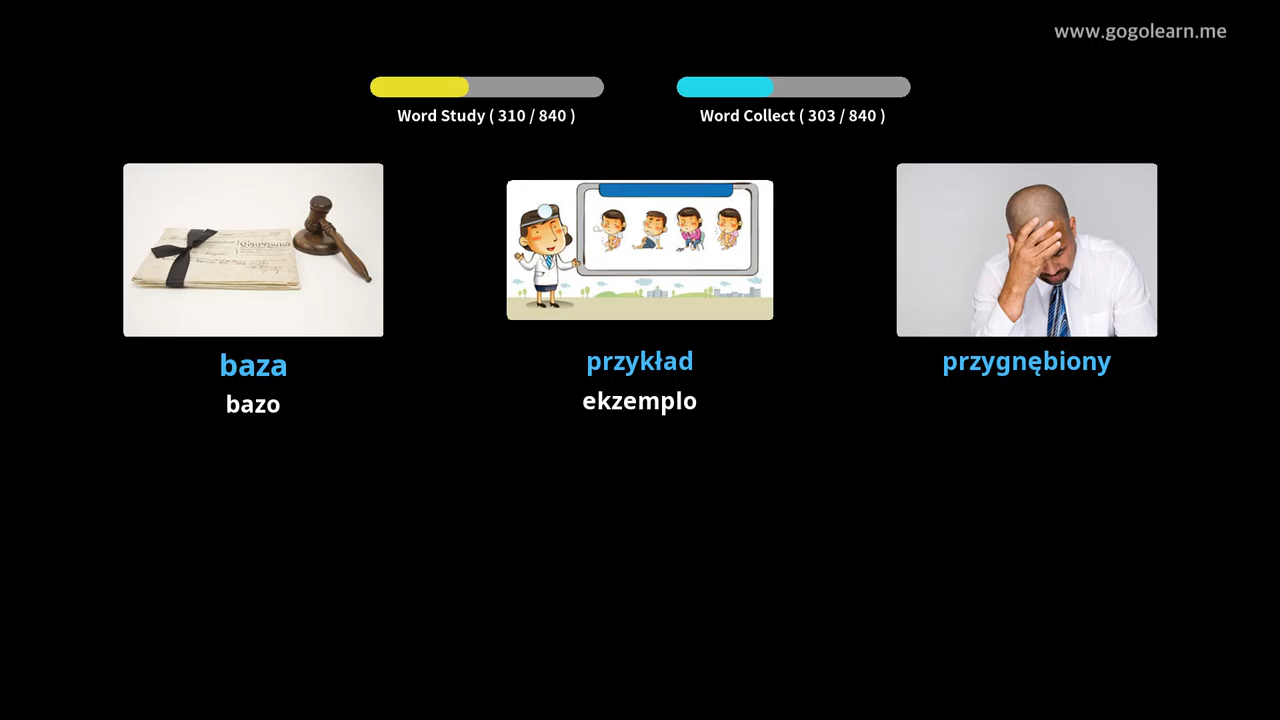 www.gogolearn.me
Word Study ( 310 / 840 )
Word Collect ( 303 / 840 )
baza
bazo
przykład
ekzemplo
przygnębiony